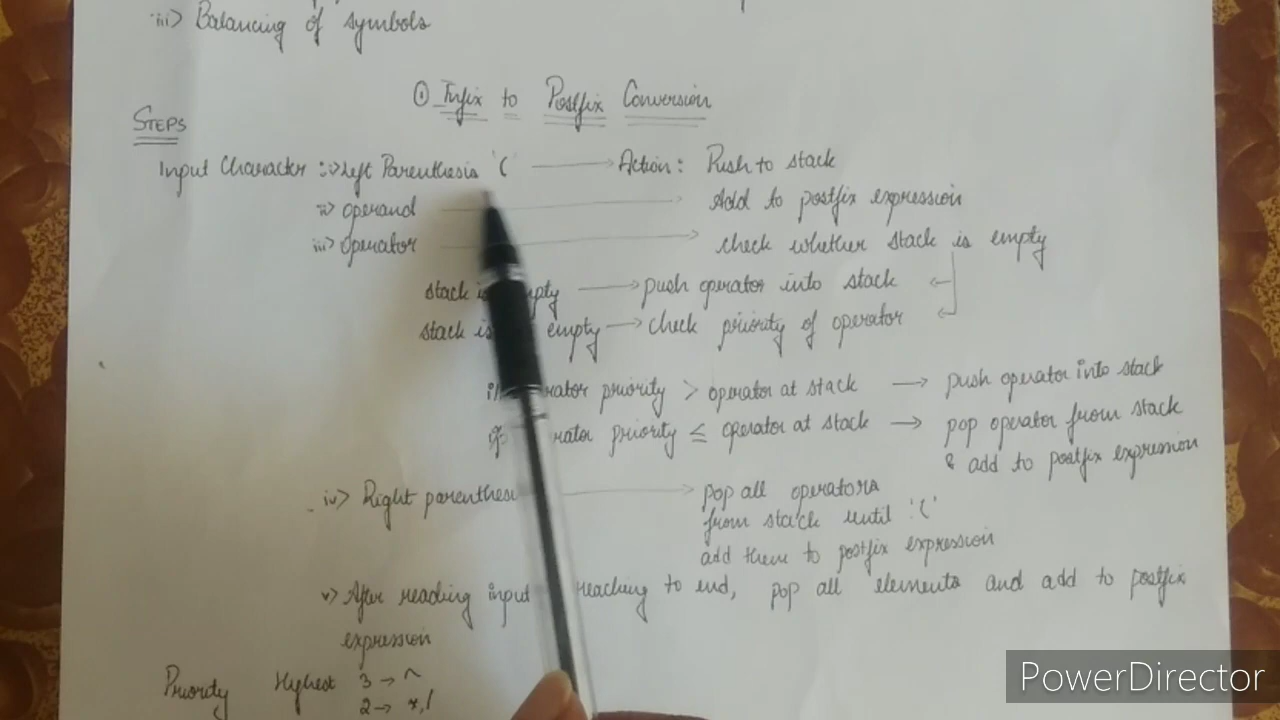 iii) Balancing of symbols
① Infix to Postfix Conversion
STEPS
Input Character : i) Left Parenthesis '(' → Action : Push to stack
ii) operand → Add to postfix expression
iii) operator → check whether stack is empty
stack is empty → push operator into stack
stack is empty → check priority of operator
priority > operator at stack → push operator into stack
if priority ≤ operator at stack → pop operator from stack
& add to postfix expression
iv) Right parenthesi → pop all operators
from stack until '('
add them to postfix expression
v) After reading input reaching to end, pop all elements and add to postfix
expression
Priority Highest 3 → ^
2 → *, /
PowerDirector